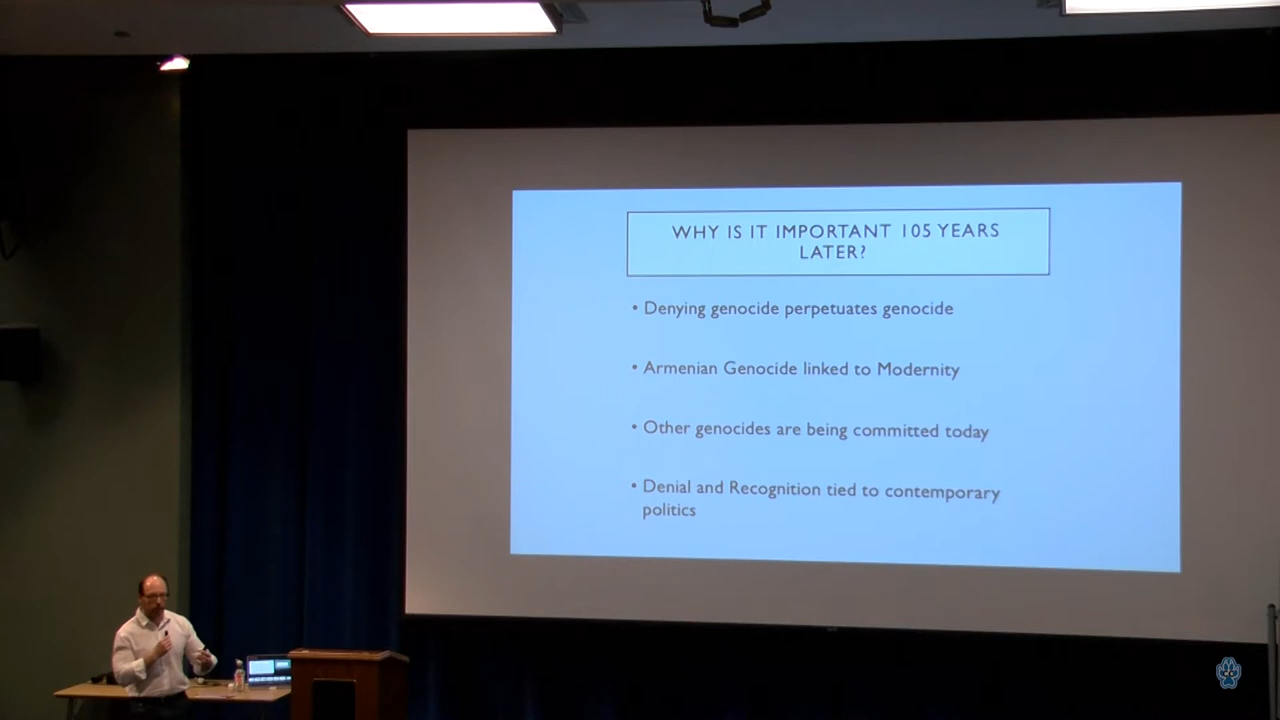 WHY IS IT IMPORTANT 105 YEARS
LATER?
• Denying genocide perpetuates genocide
• Armenian Genocide linked to Modernity
• Other genocides are being committed today
• Denial and Recognition tied to contemporary
politics